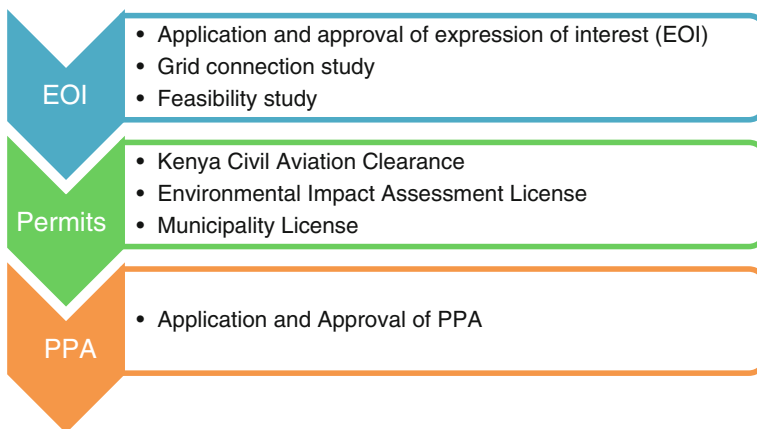 EOI
• Application and approval of expression of interest (EOI)
• Grid connection study
• Feasibility study
Permits
• Kenya Civil Aviation Clearance
• Environmental Impact Assessment License
• Municipality License
PPA
• Application and Approval of PPA